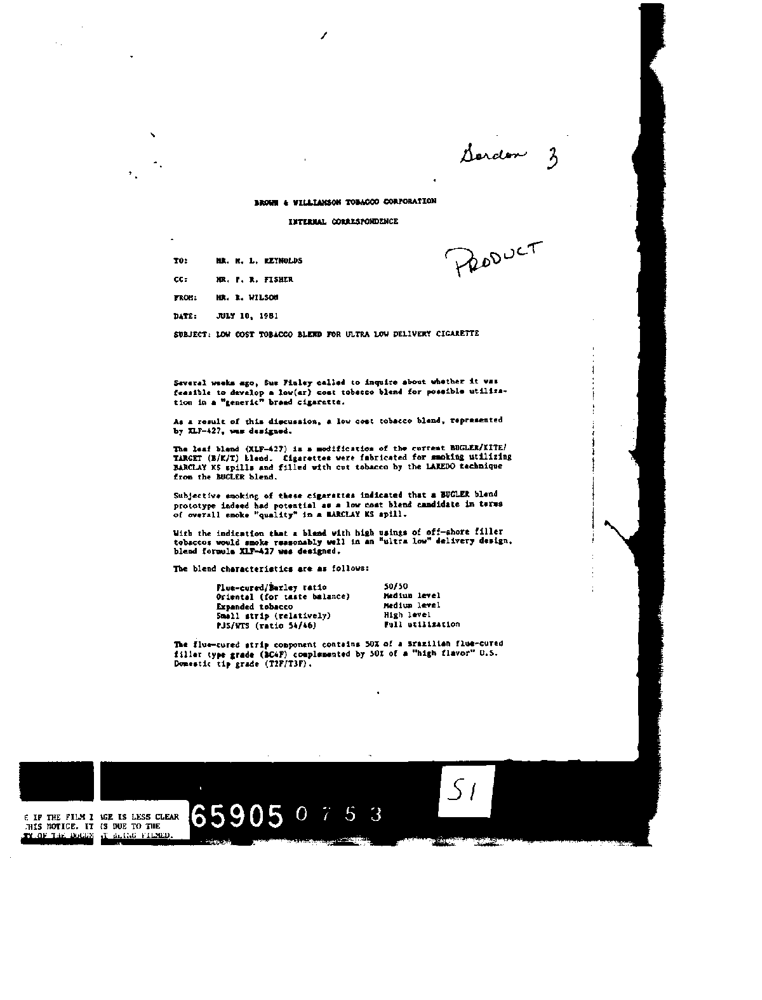 Gordon 3
BROWN & WILLIAMSON TOBACCO CORPORATION
INTERNAL CORRESPONDENCE
PRODUCT
TO: MR. M. L. REYNOLDS
CC: MR. P. R. FISHER
FROM: MR. E. WILSON
DATE: JULY 10, 1981
SUBJECT: LOW COST TOBACCO BLEND FOR ULTRA LOW DELIVERY CIGARETTE
Several weeks ago, Sue Finley called to inquire about whether it was
feasible to develop a low(er) cost tobacco blend for possible utiliza-
tion in a "generic" brand cigarette.
As a result of this discussion, a low cost tobacco blend, represented
by XLF-427, was designed.
The leaf blend (XLF-427) is a modification of the current BUGLER/KITE/
TARGET (B/K/T) blend. Cigarettes were fabricated for smoking utilizing
BARCLAY KS spills and filled with cut tobacco by the LAREDO technique
from the BUGLER blend.
Subjective smoking of these cigarettes indicated that a BUGLER blend
prototype indeed had potential as a low cost blend candidate in terms
of overall smoke "quality" in a BARCLAY KS spill.
With the indication that a blend with high usings of off-shore filler
tobaccos would smoke reasonably well in an "ultra low" delivery design,
blend formula XLF-427 was designed.
The blend characteristics are as follows:
Flue-cured/Burley ratio 50/50
Oriental (for taste balance) Medium level
Expanded tobacco Medium level
Small strip (relatively) High level
PJS/WTS (ratio 54/46) Full utilization
The flue-cured strip component contains 50% of a Brazilian flue-cured
filler type grade (BC4F) complemented by 50% of a "high flavor" U.S.
Domestic tip grade (T2F/T3F).
51
E IF THE FILM I AGE IS LESS CLEAR
THIS NOTICE, IT IS DUE TO THE
TY OF THE DOCUM T BEING FILMED.
65905 0753